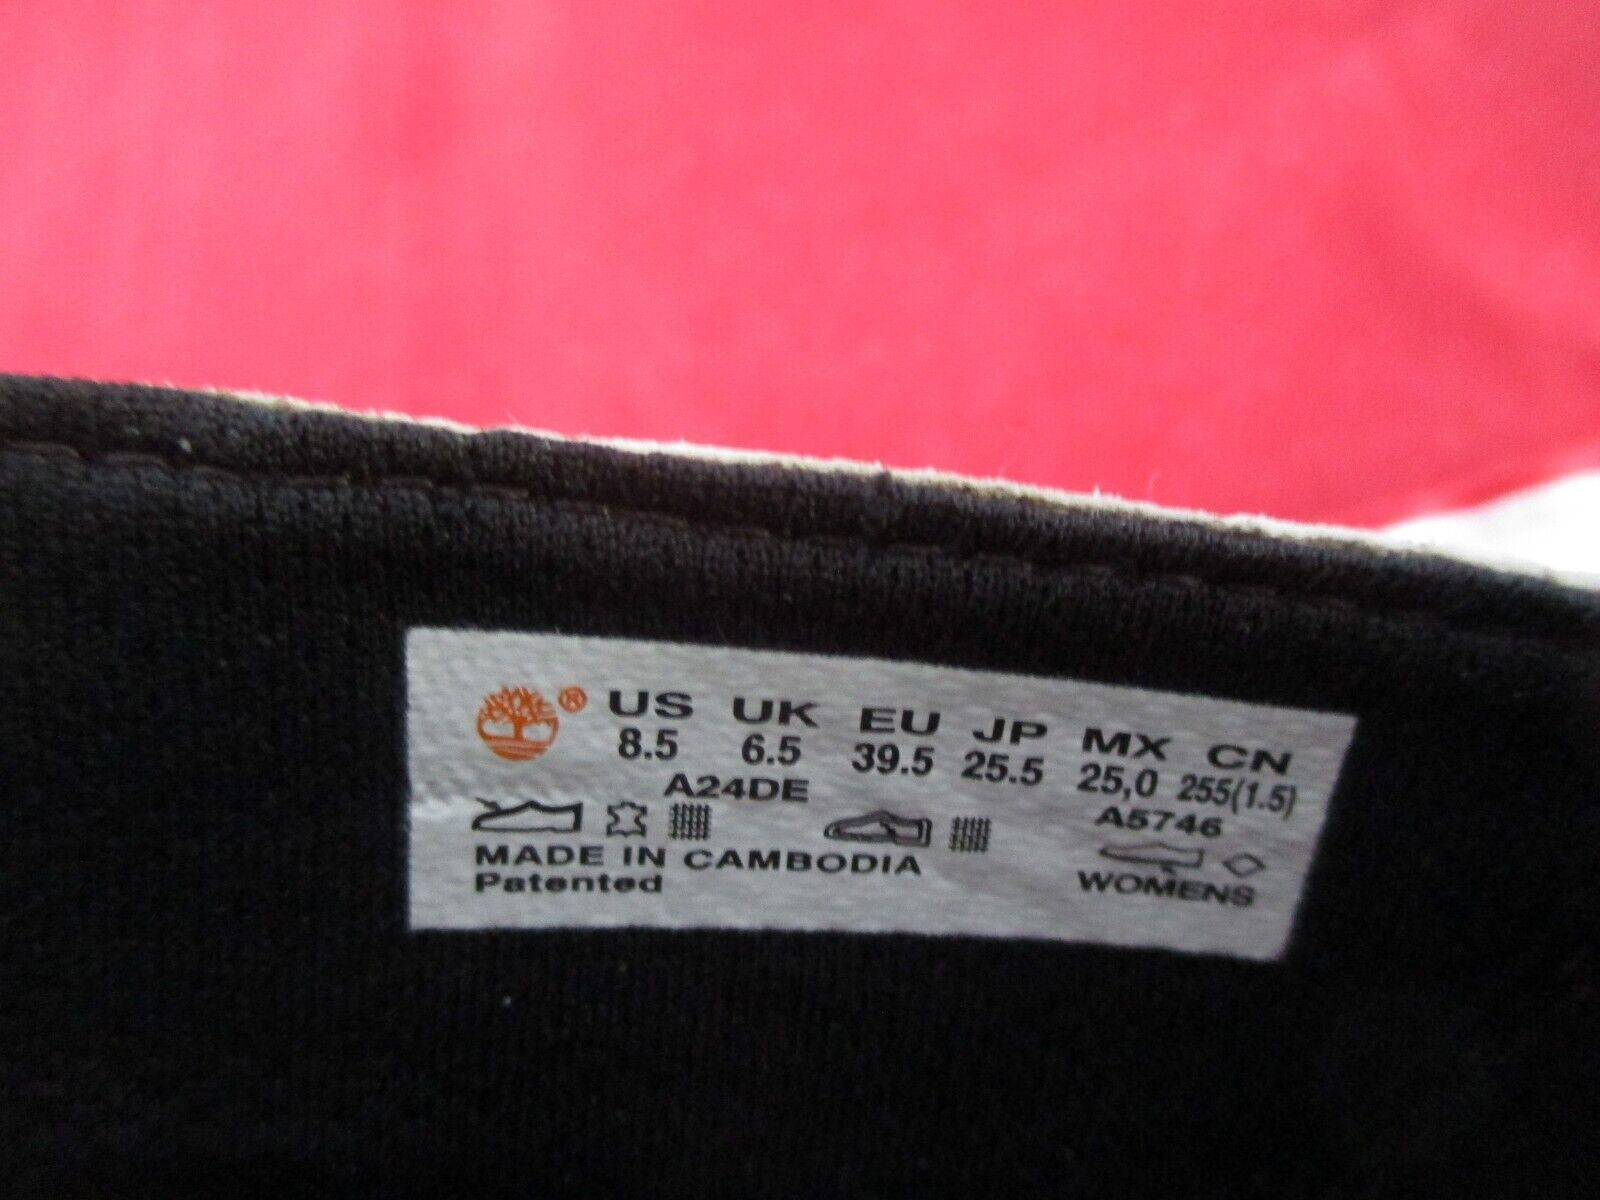 ® US UK EU JP MX CN
8.5 6.5 39.5 25.5 25,0 255(1.5)
A24DE A5746
MADE IN CAMBODIA
Patented WOMENS